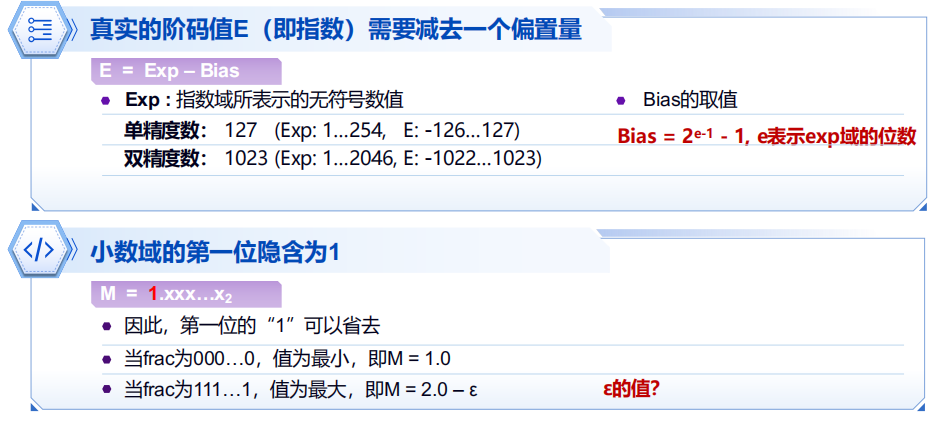 真实的阶码值E（即指数）需要减去一个偏置量
E = Exp – Bias
Exp : 指数域所表示的无符号数值
单精度数： 127 (Exp: 1…254, E: -126…127)
双精度数： 1023 (Exp: 1…2046, E: -1022…1023)
Bias的取值
Bias = 2^{e-1} - 1, e表示exp域的位数
</>
小数域的第一位隐含为1
M = 1.xxx…x₂
因此，第一位的“1”可以省去
当frac为000…0，值为最小，即M = 1.0
当frac为111…1，值为最大，即M = 2.0 – ε
ε的值？